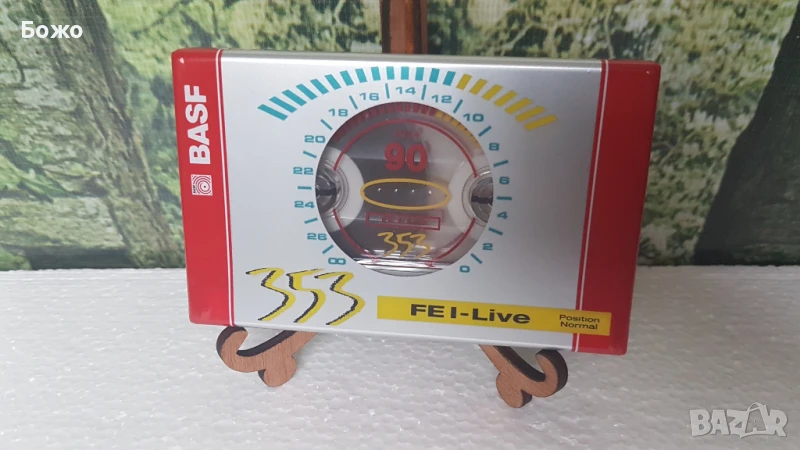 Божо
BASF
18 16 14 12 10
20 8
22 6
24 4
26 2
∞ 0
90
353
353
FE I-Live
Position
Normal
BAZAR